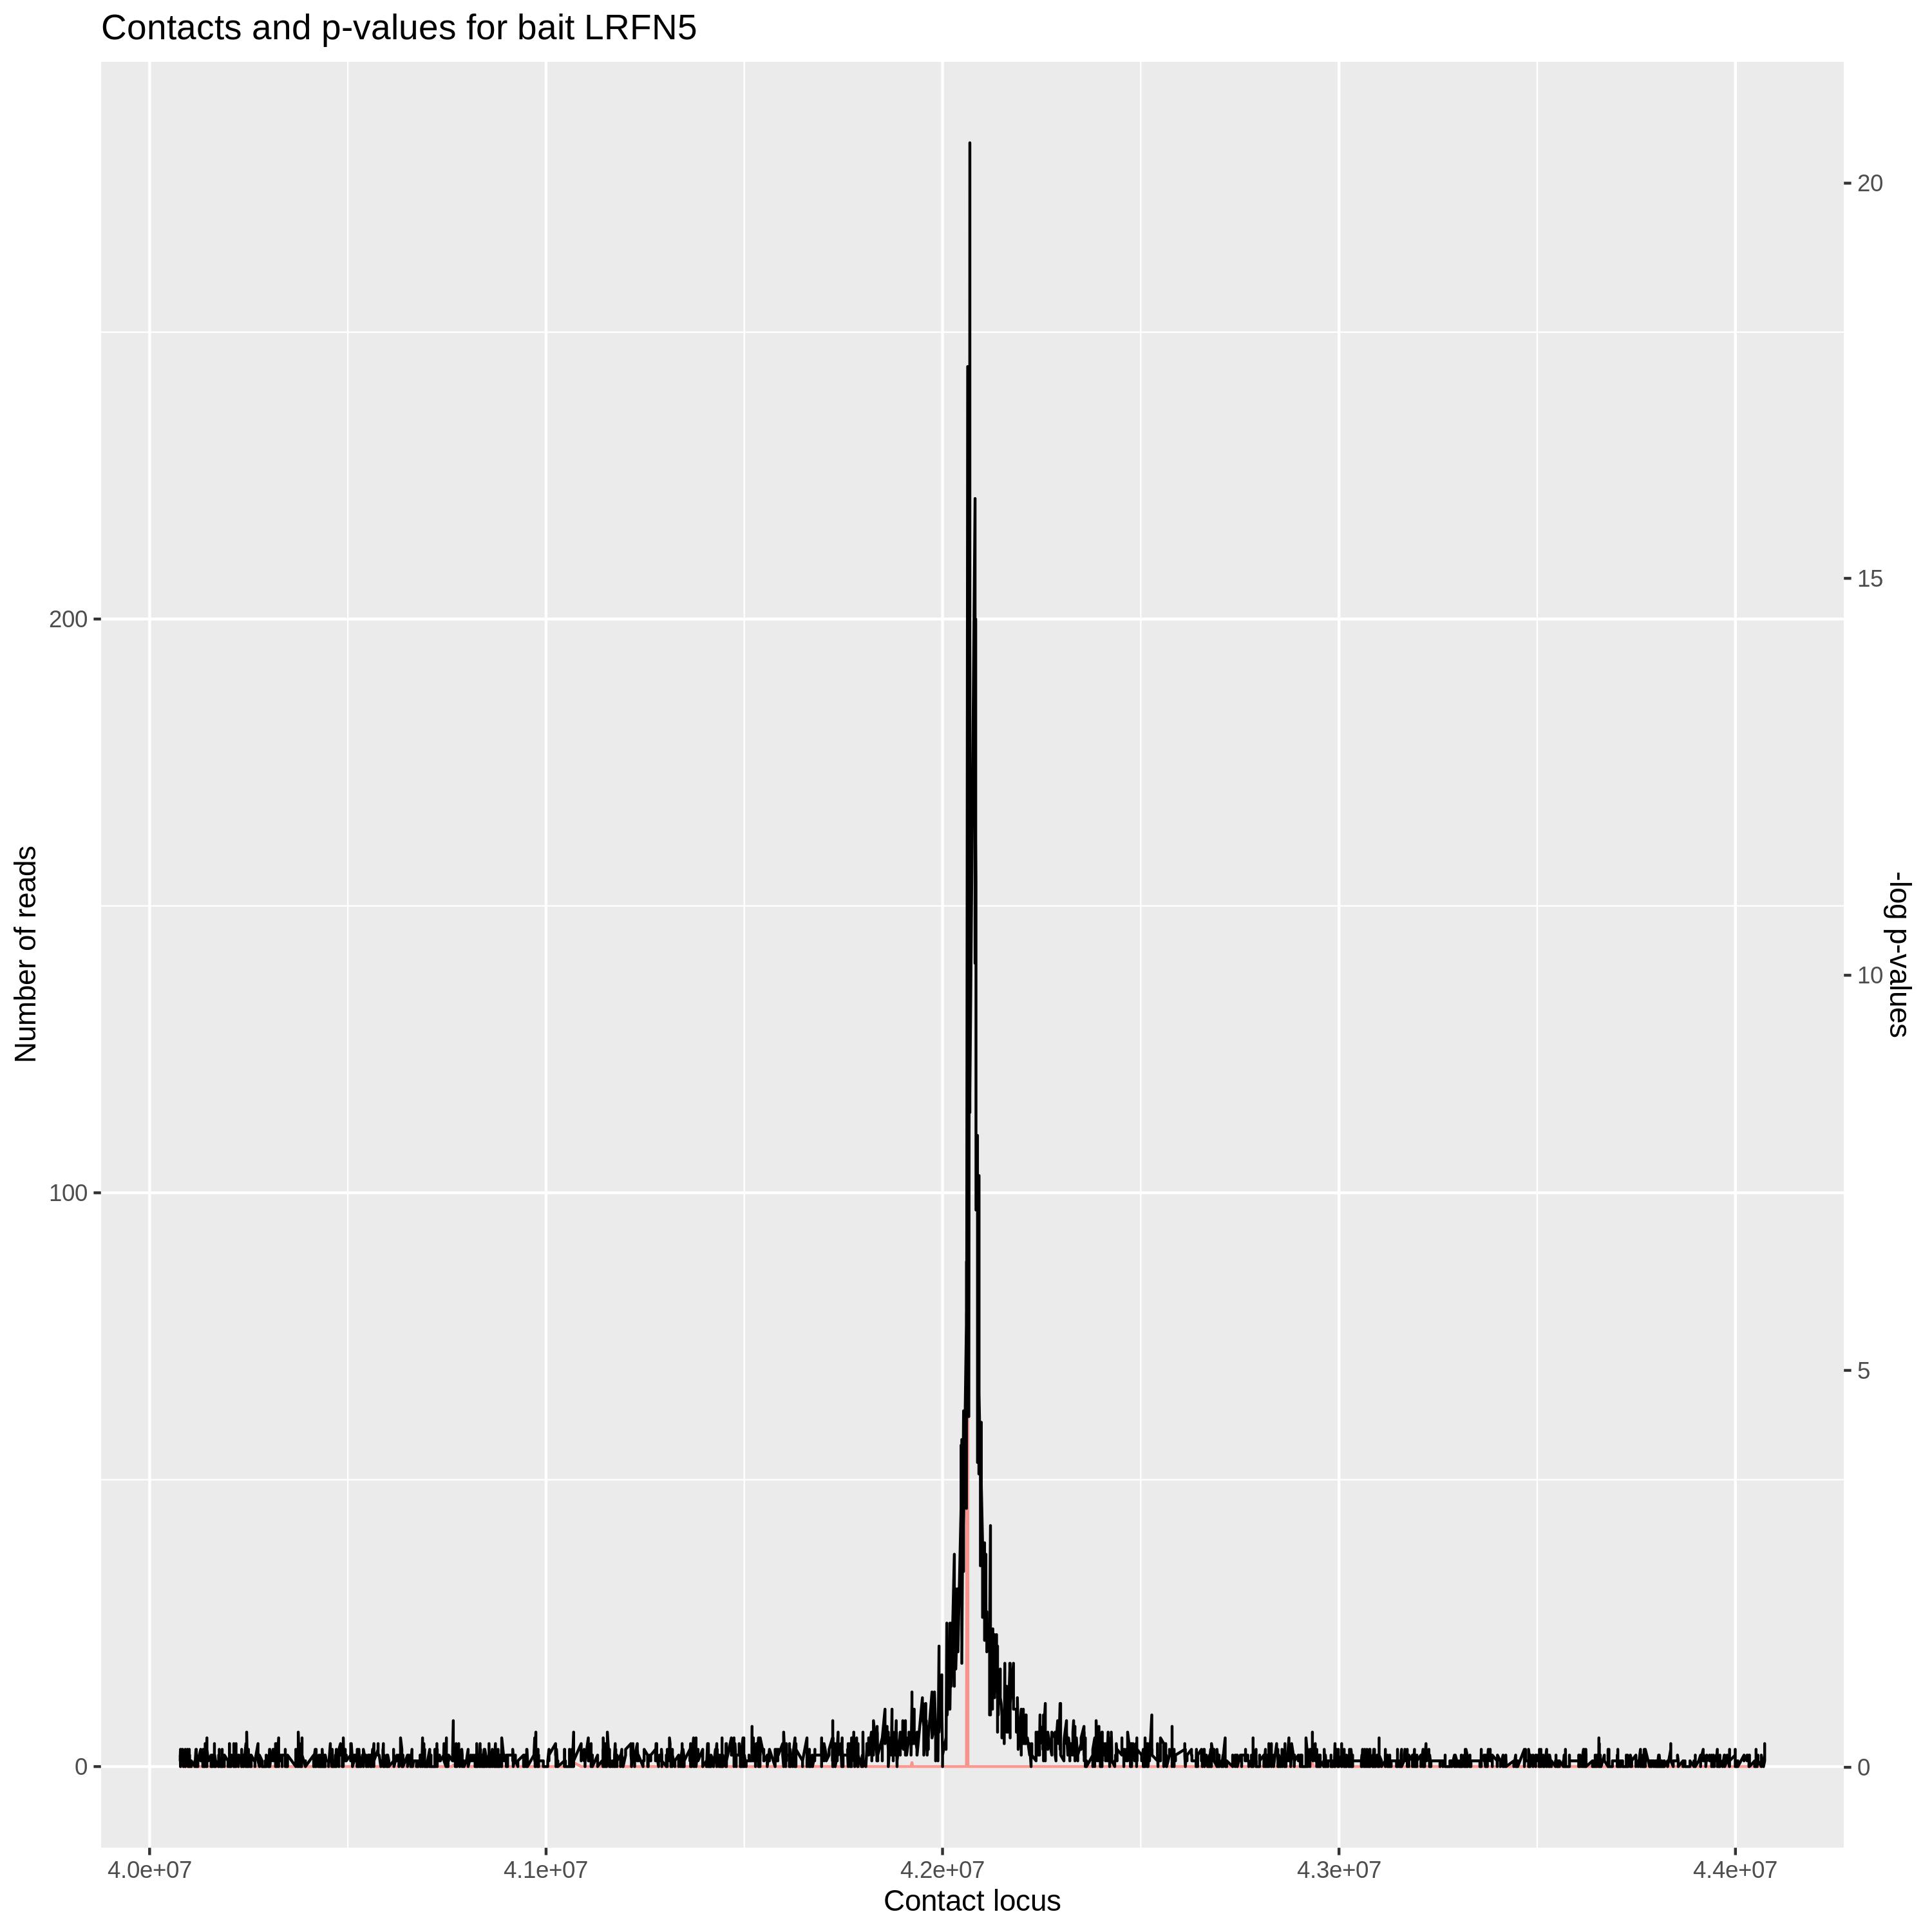 Contacts and p-values for bait LRFN5
Number of reads
200
100
0
20
15
10
5
0
-log p-values
4.0e+07
4.1e+07
4.2e+07
4.3e+07
4.4e+07
Contact locus